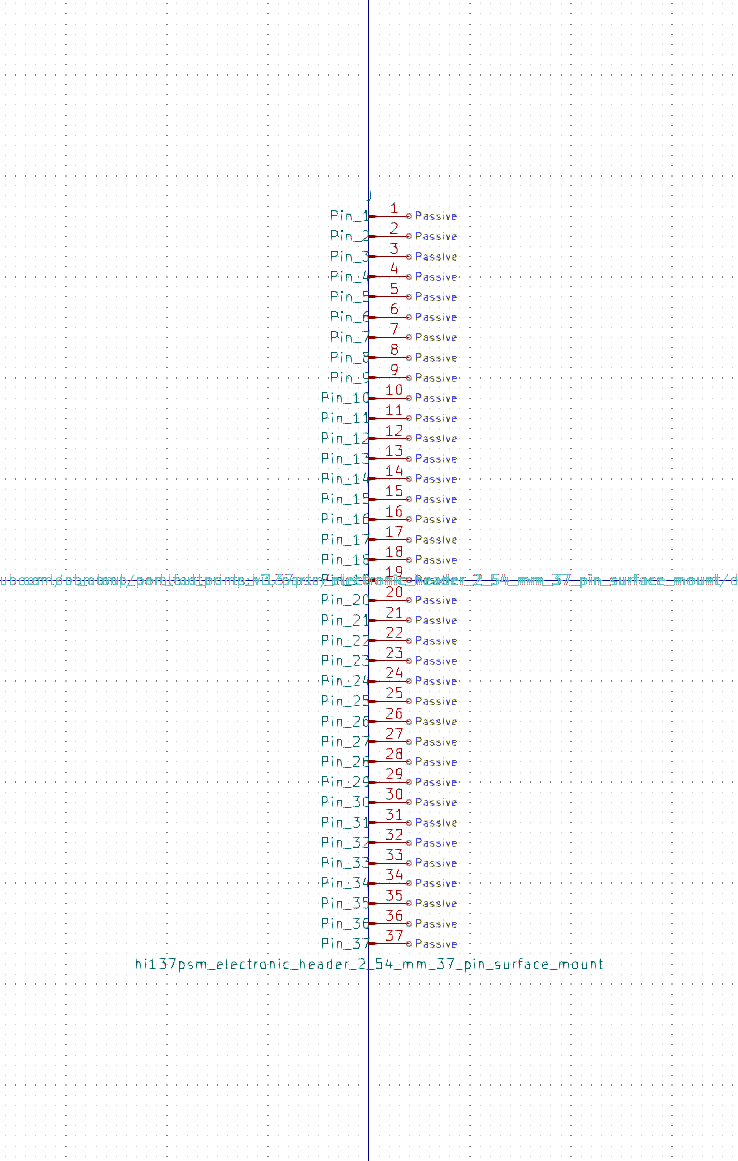 J
Pin_1 1 Passive
Pin_2 2 Passive
Pin_3 3 Passive
Pin_4 4 Passive
Pin_5 5 Passive
Pin_6 6 Passive
Pin_7 7 Passive
Pin_8 8 Passive
Pin_9 9 Passive
Pin_10 10 Passive
Pin_11 11 Passive
Pin_12 12 Passive
Pin_13 13 Passive
Pin_14 14 Passive
Pin_15 15 Passive
Pin_16 16 Passive
Pin_17 17 Passive
Pin_18 18 Passive
19
Pin_20 20 Passive
Pin_21 21 Passive
Pin_22 22 Passive
Pin_23 23 Passive
Pin_24 24 Passive
Pin_25 25 Passive
Pin_26 26 Passive
Pin_27 27 Passive
Pin_28 28 Passive
Pin_29 29 Passive
Pin_30 30 Passive
Pin_31 31 Passive
Pin_32 32 Passive
Pin_33 33 Passive
Pin_34 34 Passive
Pin_35 35 Passive
Pin_36 36 Passive
Pin_37 37 Passive
hi137psm_electronic_header_2_54_mm_37_pin_surface_mount